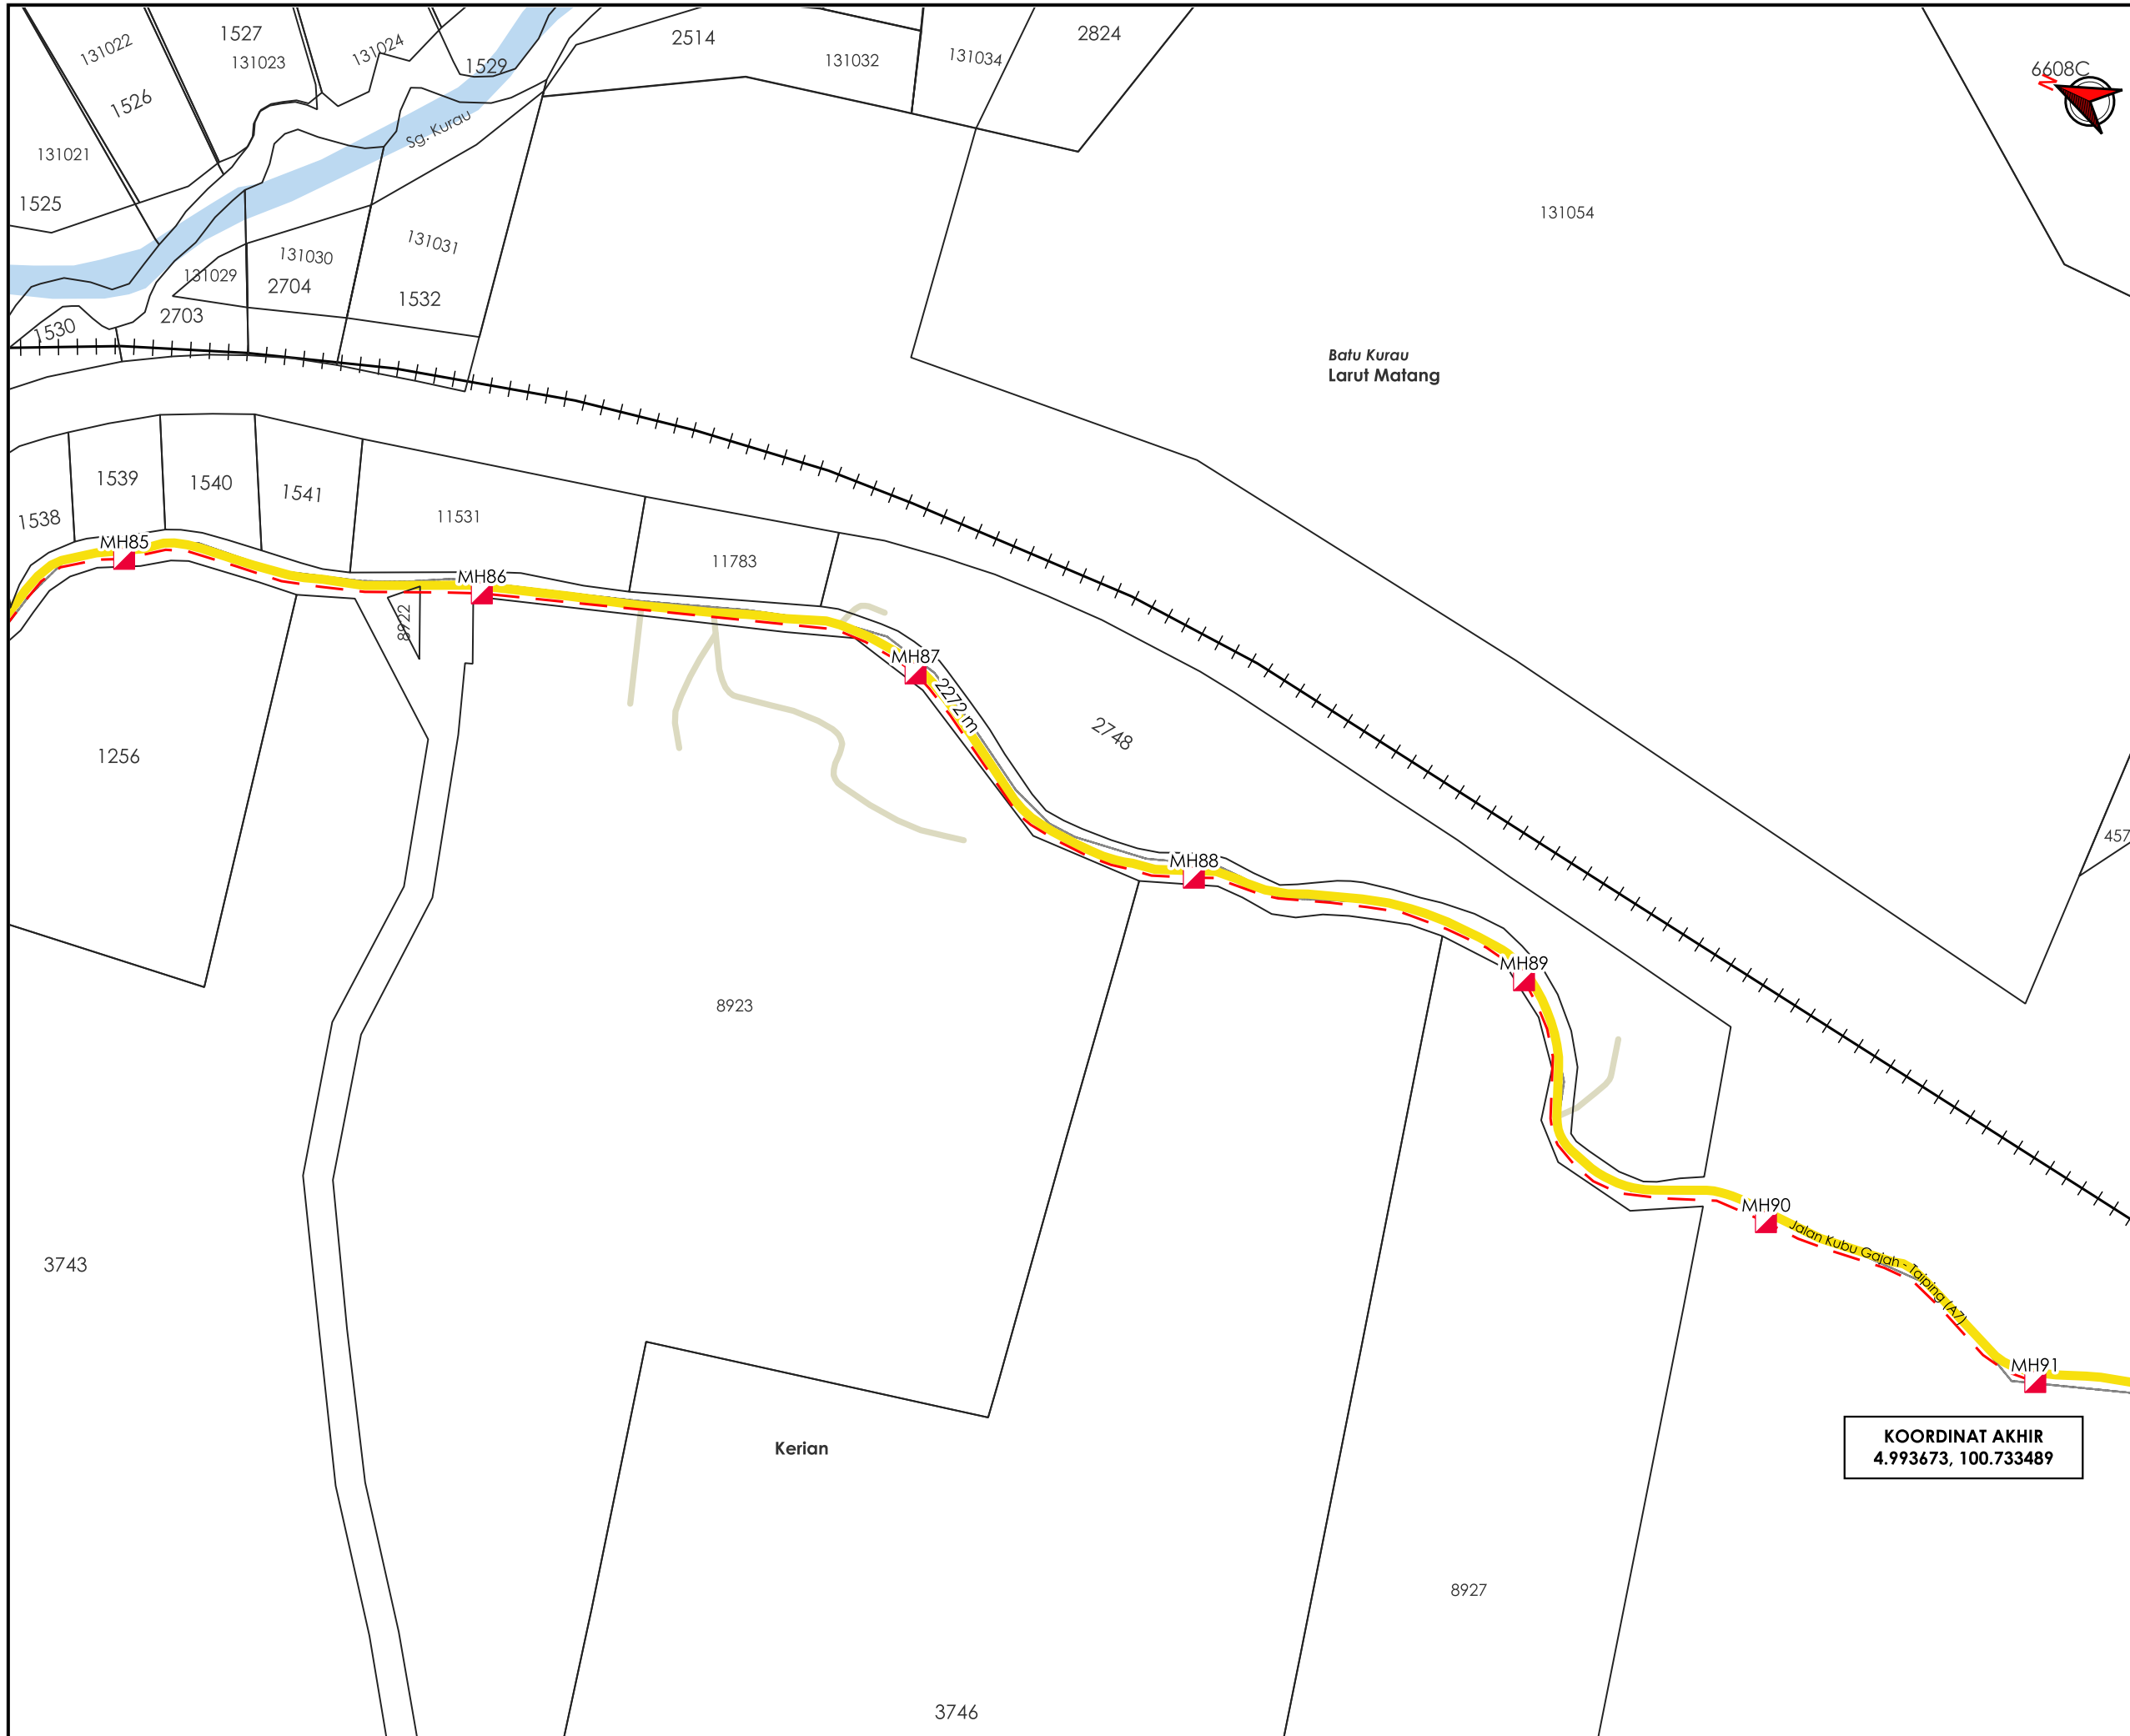 131022
1527
131023
131024
1529
2514
131032
131034
2824
6608C
N
1526
Sg. Kurau
131021
1525
131054
131031
131030
131029
2704
1532
2703
1530
Batu Kurau
Larut Matang
1539
1540
1541
11531
1538
MH85
11783
MH86
8922
MH87
2272 m
2748
1256
457
MH88
MH89
8923
MH90
Jalan Kubu Gajah - Taiping (A7)
3743
MH91
KOORDINAT AKHIR
4.993673, 100.733489
Kerian
8927
3746